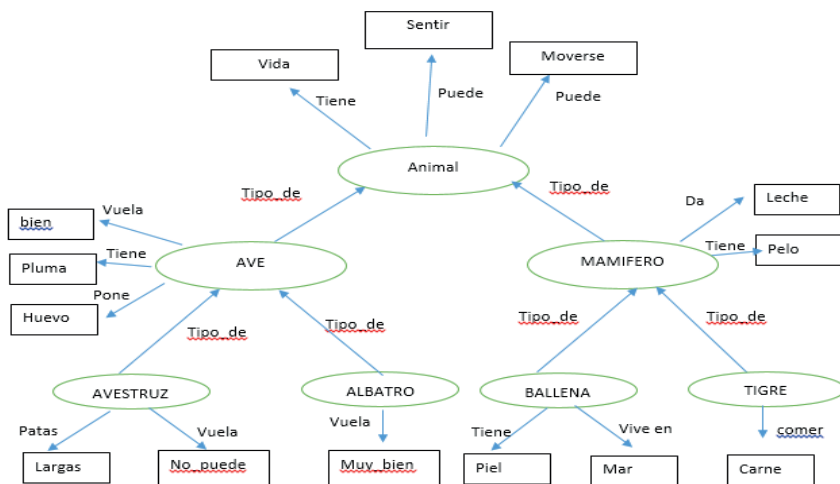 Sentir
Vida
Moverse
Tiene
Puede
Puede
Animal
Tipo_de
Tipo_de
bien
Vuela
Da
Leche
Pluma
Tiene
AVE
MAMIFERO
Tiene
Pelo
Huevo
Pone
Tipo_de
Tipo_de
Tipo_de
Tipo_de
AVESTRUZ
ALBATRO
BALLENA
TIGRE
Patas
Vuela
Vuela
Tiene
Vive en
comer
Largas
No_puede
Muy_bien
Piel
Mar
Carne